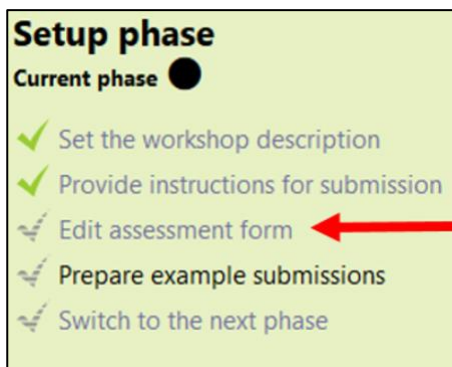 Setup phase
Current phase
Set the workshop description
Provide instructions for submission
Edit assessment form
Prepare example submissions
Switch to the next phase